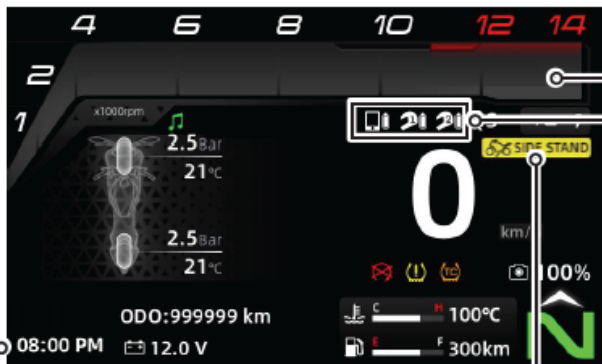 4 6 8 10 12 14
2
1
x1000rpm
SIDE STAND
2.5Bar
21℃
0
km/
2.5Bar
21℃
TC
100%
ODO:999999 km
C H 100℃
08:00 PM 12.0 V
E F 300km
N